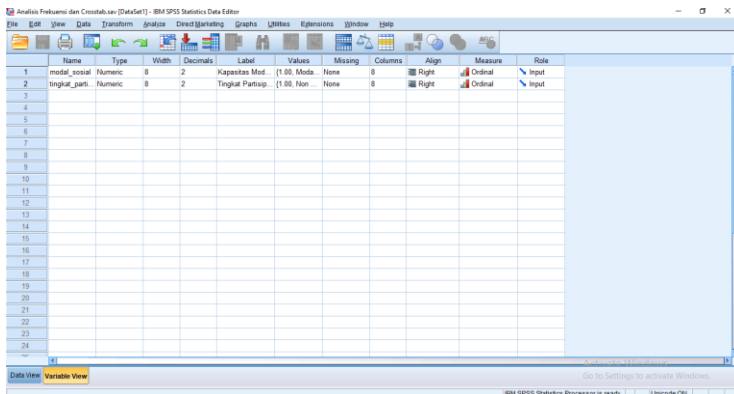 Analisis Frekuensi dan Crosstab.sav [DataSet1] - IBM SPSS Statistics Data Editor
File Edit View Data Transform Analyze Direct Marketing Graphs Utilities Extensions Window Help
Name Type Width Decimals Label Values Missing Columns Align Measure Role
1 modal_sosial Numeric 8 2 Kapasitas Mod... {1.00, Moda... None 8 Right Ordinal Input
2 tingkat_parti... Numeric 8 2 Tingkat Partisip... {1.00, Non ... None 8 Right Ordinal Input
3
4
5
6
7
8
9
10
11
12
13
14
15
16
17
18
19
20
21
22
23
24
Activate Windows
Data View Variable View Go to Settings to activate Windows.
IBM SPSS Statistics Processor is ready Unicode:ON